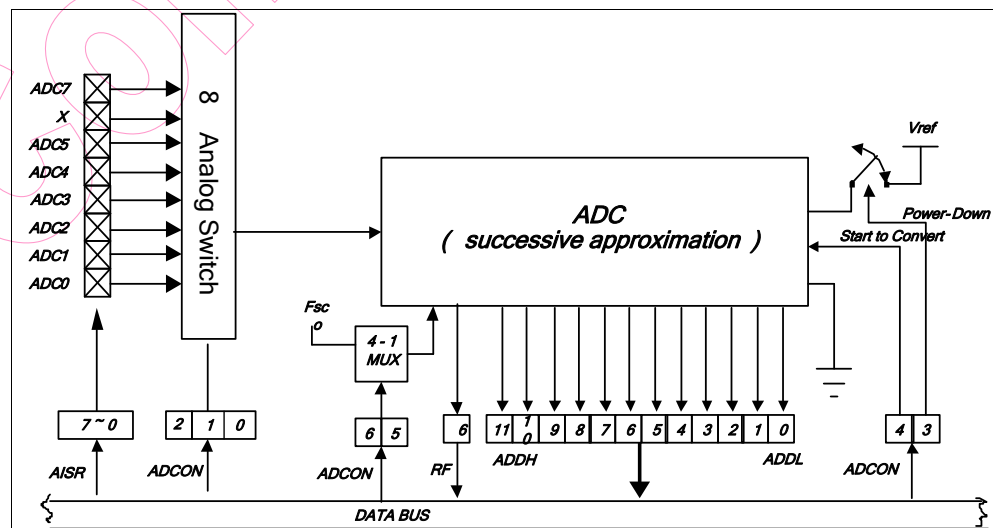 ADC7
X
ADC5
ADC4
ADC3
ADC2
ADC1
ADC0
8 Analog Switch
ADC
( successive approximation )
Vref
Power-Down
Start to Convert
Fsc
o
4 - 1
MUX
7 ~ 0
2 1 0
6 5
6
11 10 9 8 7 6 5 4 3 2 1 0
4 3
AISR
ADCON
ADCON
RF
ADDH
ADDL
ADCON
DATA BUS